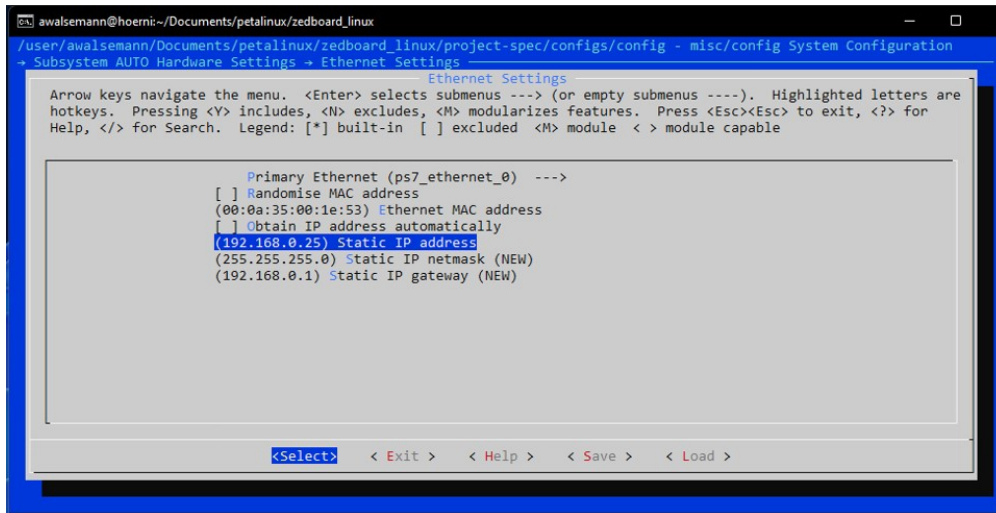 awalsemann@hoerni:~/Documents/petalinux/zedboard_linux
/user/awalsemann/Documents/petalinux/zedboard_linux/project-spec/configs/config - misc/config System Configuration
→ Subsystem AUTO Hardware Settings → Ethernet Settings
Ethernet Settings
Arrow keys navigate the menu. <Enter> selects submenus ---> (or empty submenus ----). Highlighted letters are
hotkeys. Pressing <Y> includes, <N> excludes, <M> modularizes features. Press <Esc><Esc> to exit, <?> for
Help, </> for Search. Legend: [*] built-in [ ] excluded <M> module < > module capable
Primary Ethernet (ps7_ethernet_0) --->
[ ] Randomise MAC address
(00:0a:35:00:1e:53) Ethernet MAC address
[ ] Obtain IP address automatically
(192.168.0.25) Static IP address
(255.255.255.0) Static IP netmask (NEW)
(192.168.0.1) Static IP gateway (NEW)
<Select> < Exit > < Help > < Save > < Load >